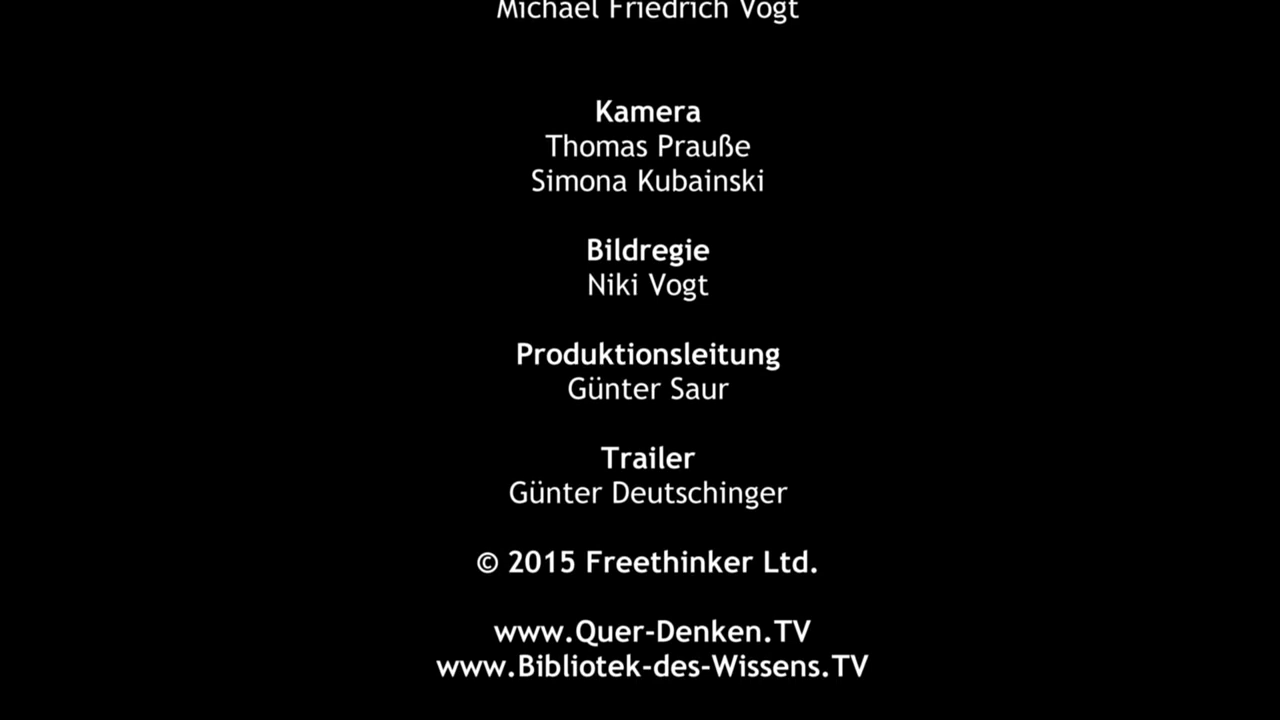 Michael Friedrich Vogt
Kamera
Thomas Prauße
Simona Kubainski
Bildregie
Niki Vogt
Produktionsleitung
Günter Saur
Trailer
Günter Deutschinger
© 2015 Freethinker Ltd.
www.Quer-Denken.TV
www.Bibliotek-des-Wissens.TV